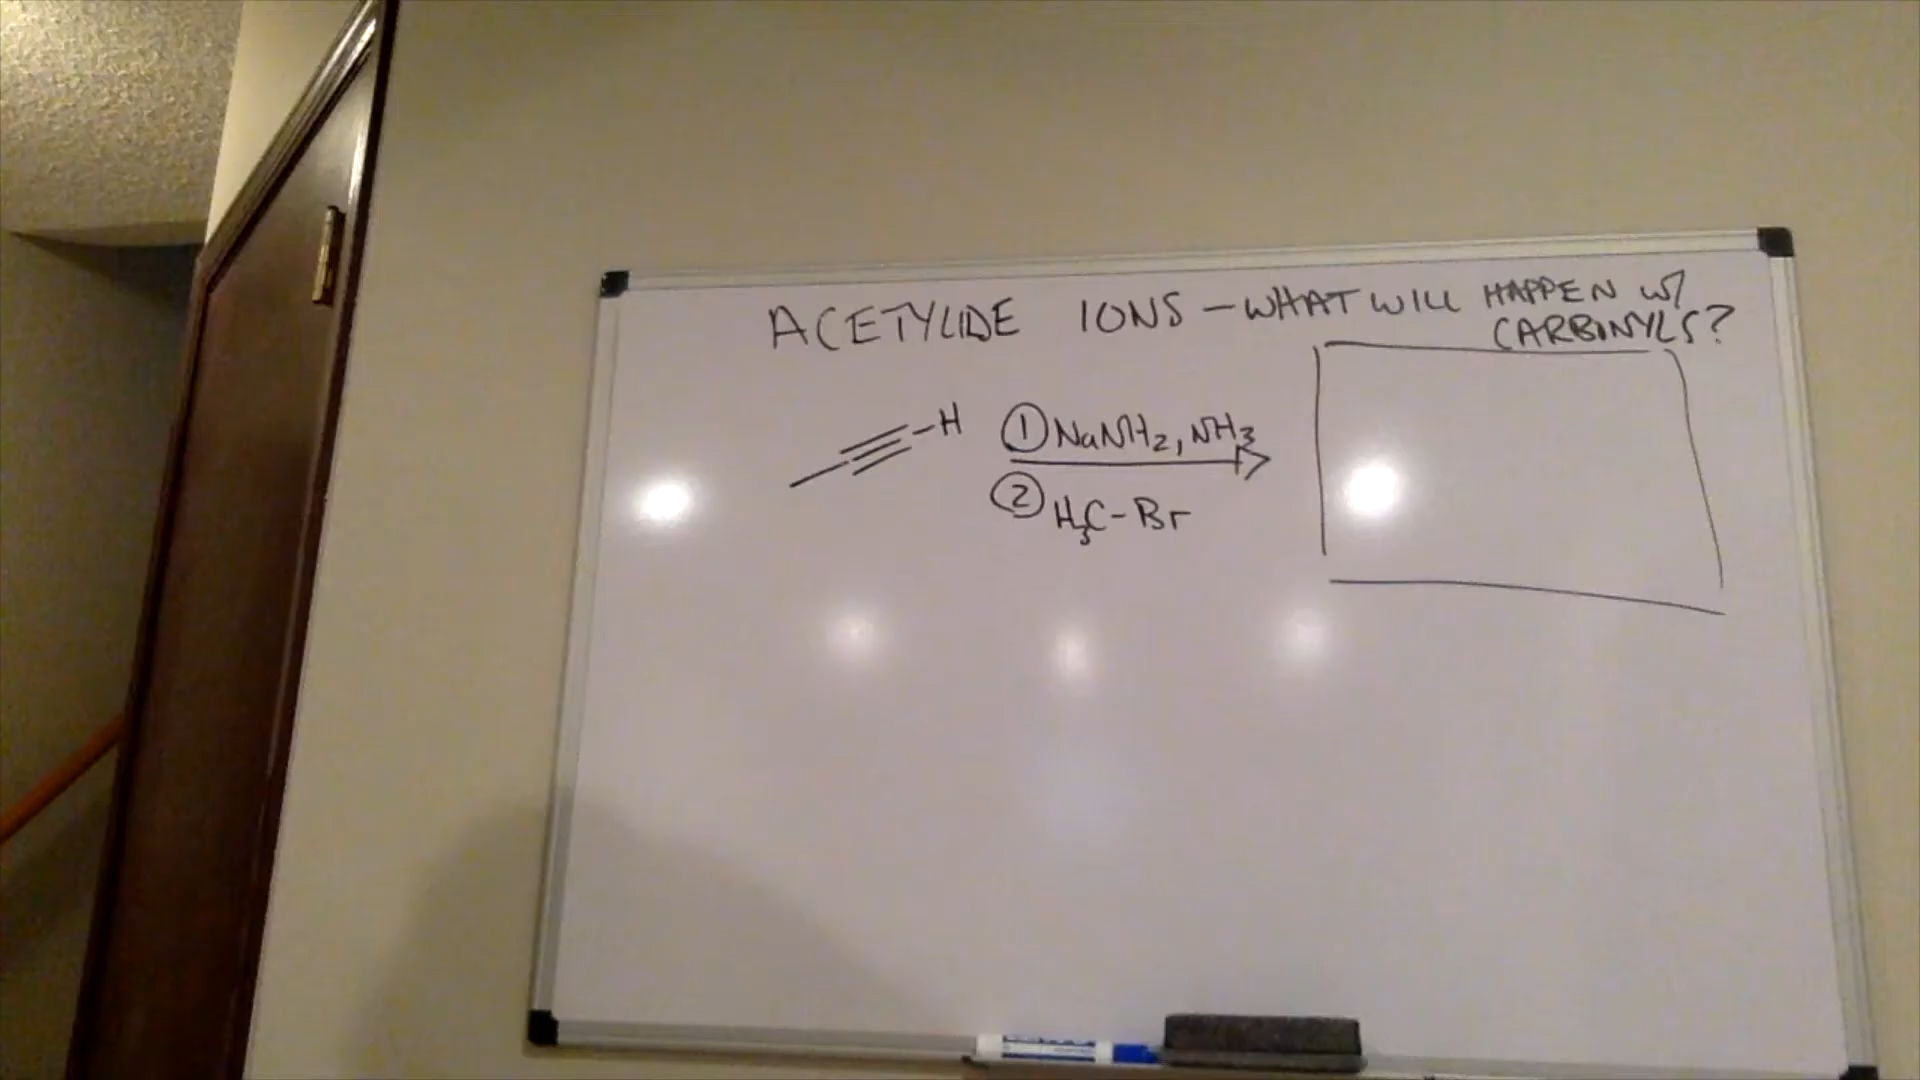 ACETYLIDE IONS - WHAT WILL HAPPEN W/
CARBONYLS?
-H
① NaNH2, NH3
② H3C-Br